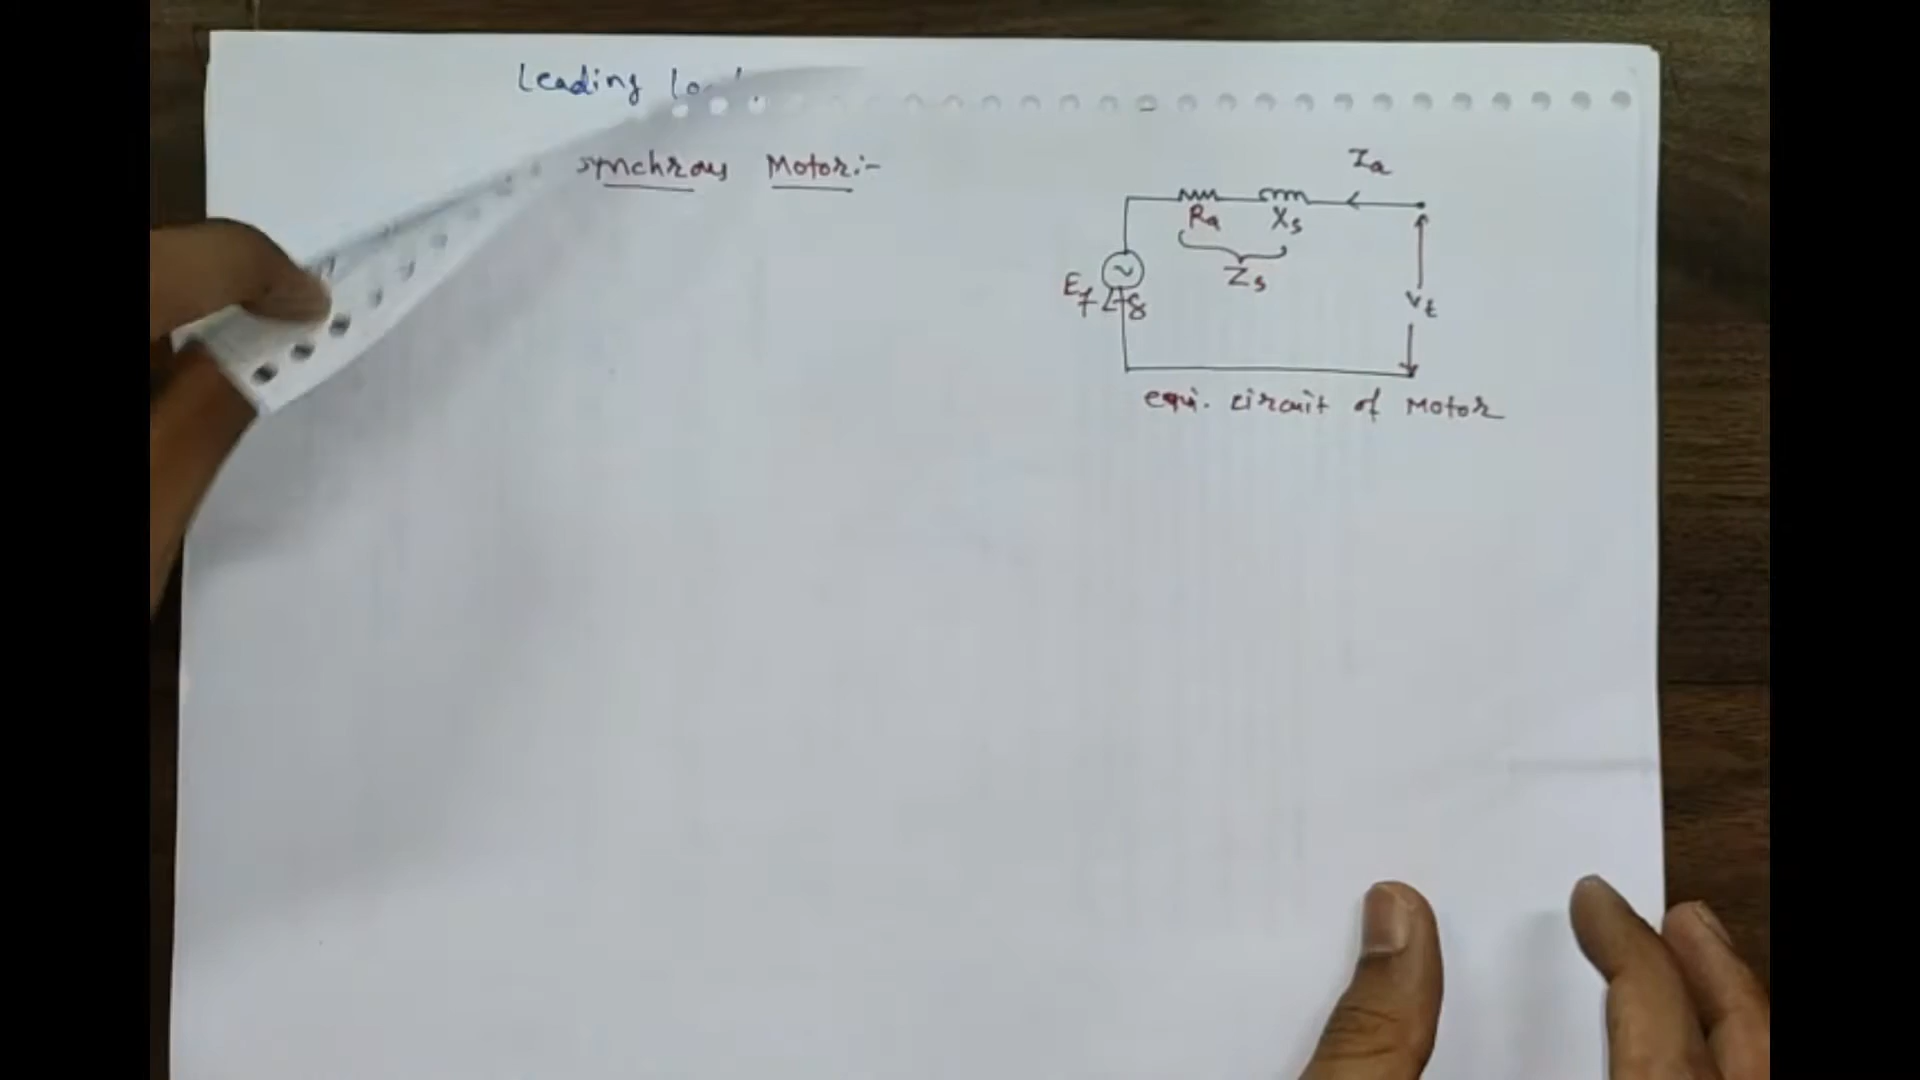 Leading
synchrous Motor:-
Ia
Ra Xs
Zs
Ef∠-δ
Vt
equi. circuit of Motor